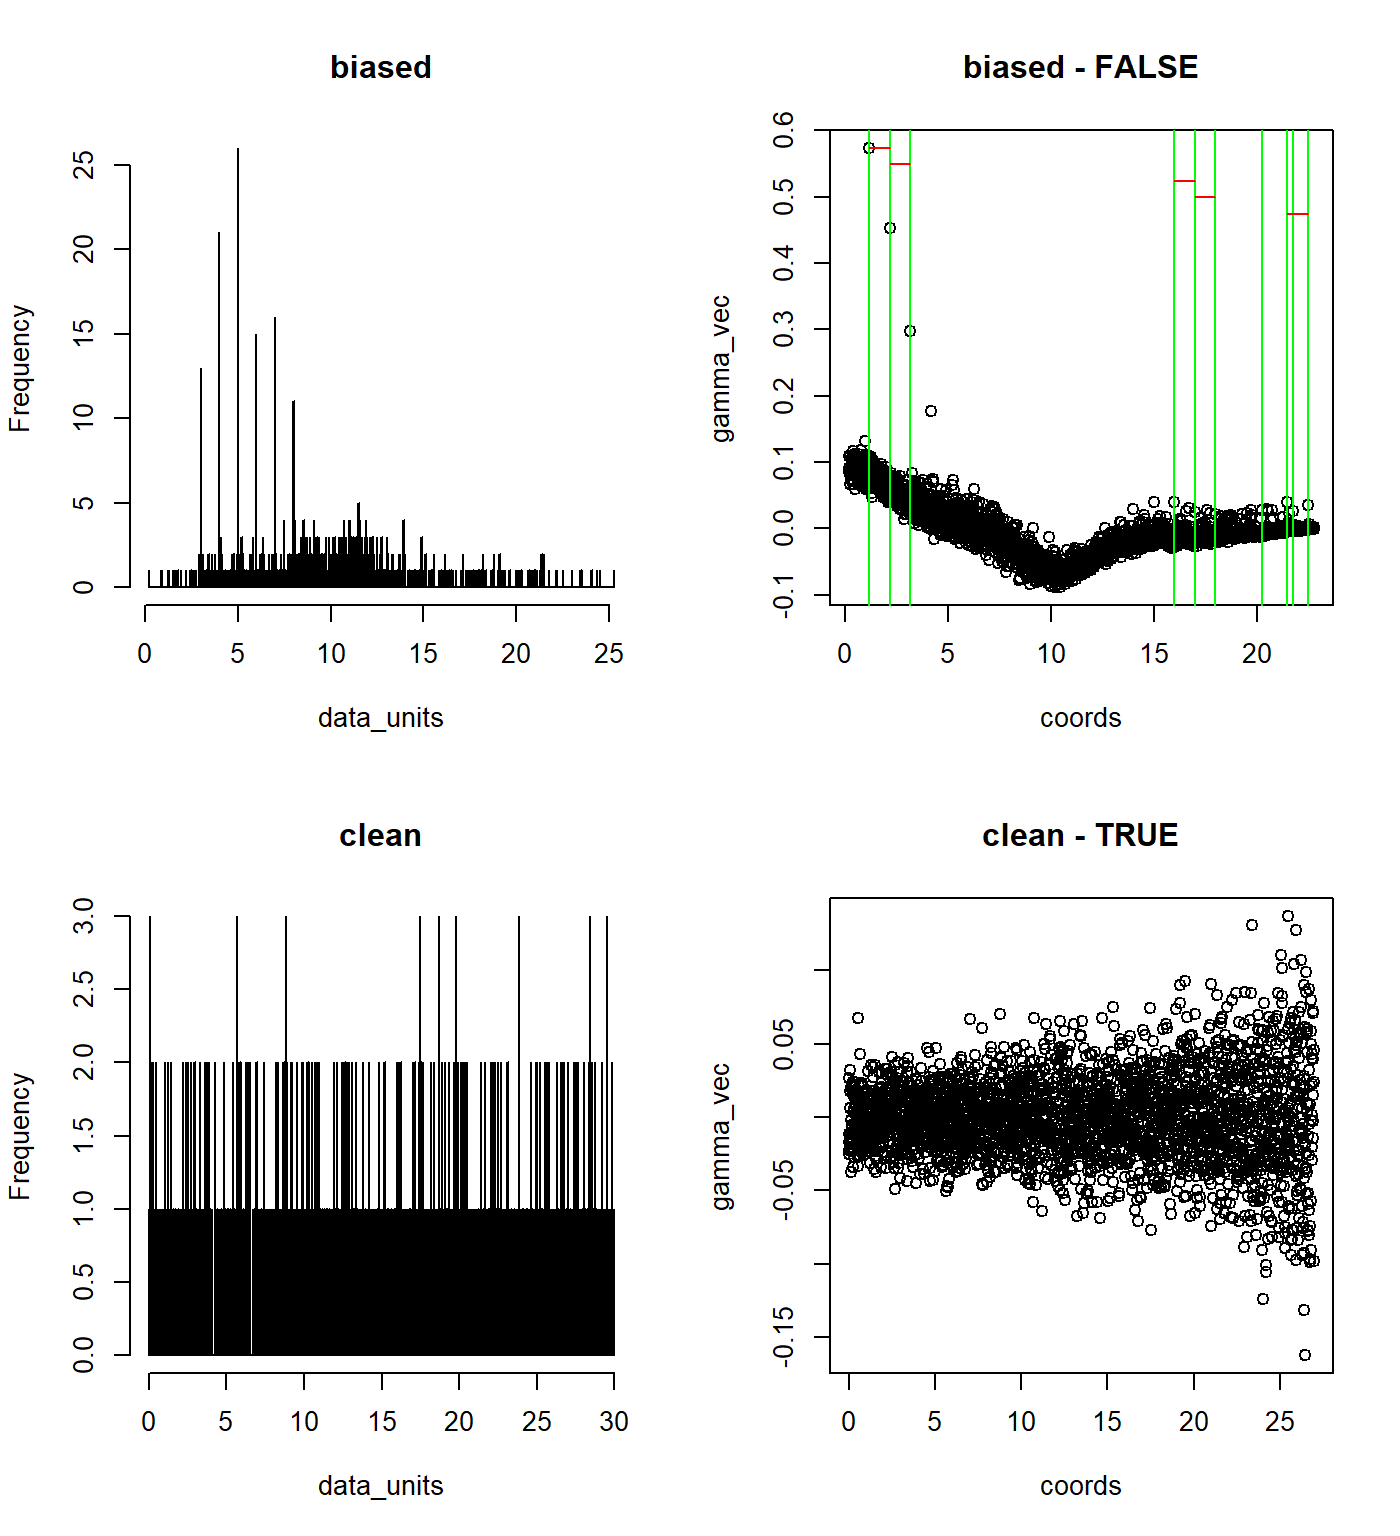 biased
Frequency
0 5 10 15 20 25
0 5 10 15 20 25
data_units
biased - FALSE
gamma_vec
-0.1 0.0 0.1 0.2 0.3 0.4 0.5 0.6
0 5 10 15 20
coords
clean
Frequency
0.0 0.5 1.0 1.5 2.0 2.5 3.0
0 5 10 15 20 25 30
data_units
clean - TRUE
gamma_vec
-0.15 -0.05 0.05
0 5 10 15 20 25
coords